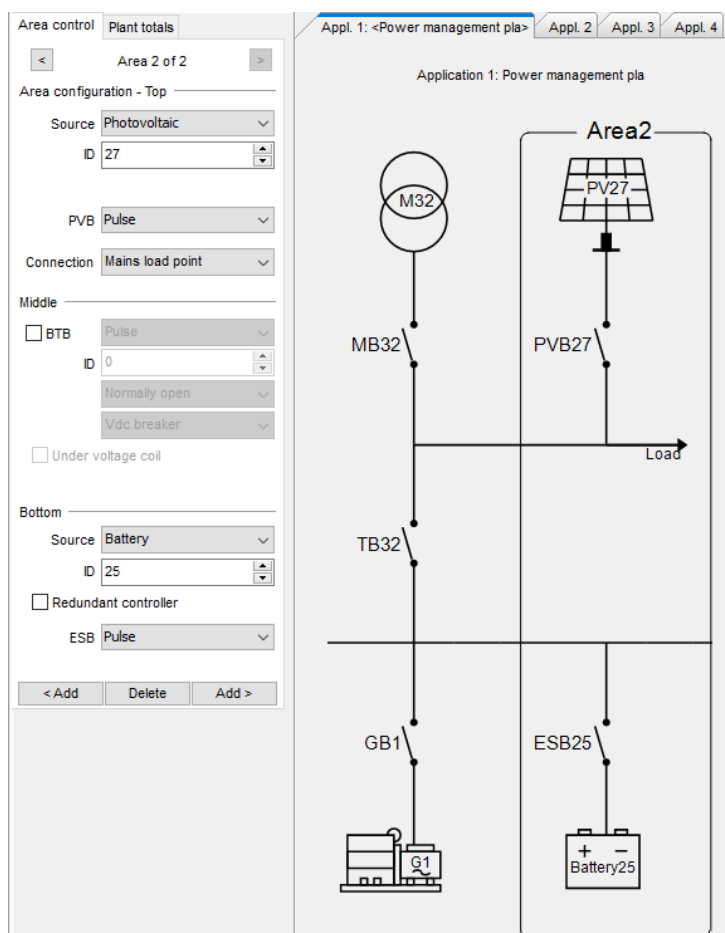 Area control Plant totals
< Area 2 of 2 >
Area configuration - Top
Source Photovoltaic
ID 27
PVB Pulse
Connection Mains load point
Middle
BTB Pulse
ID 0
Normally open
Vdc breaker
Under voltage coil
Bottom
Source Battery
ID 25
Redundant controller
ESB Pulse
< Add Delete Add >
Appl. 1: <Power management pla> Appl. 2 Appl. 3 Appl. 4
Application 1: Power management pla
Area2
M32
PV27
MB32
PVB27
Load
TB32
GB1
ESB25
G1
+ −
Battery25